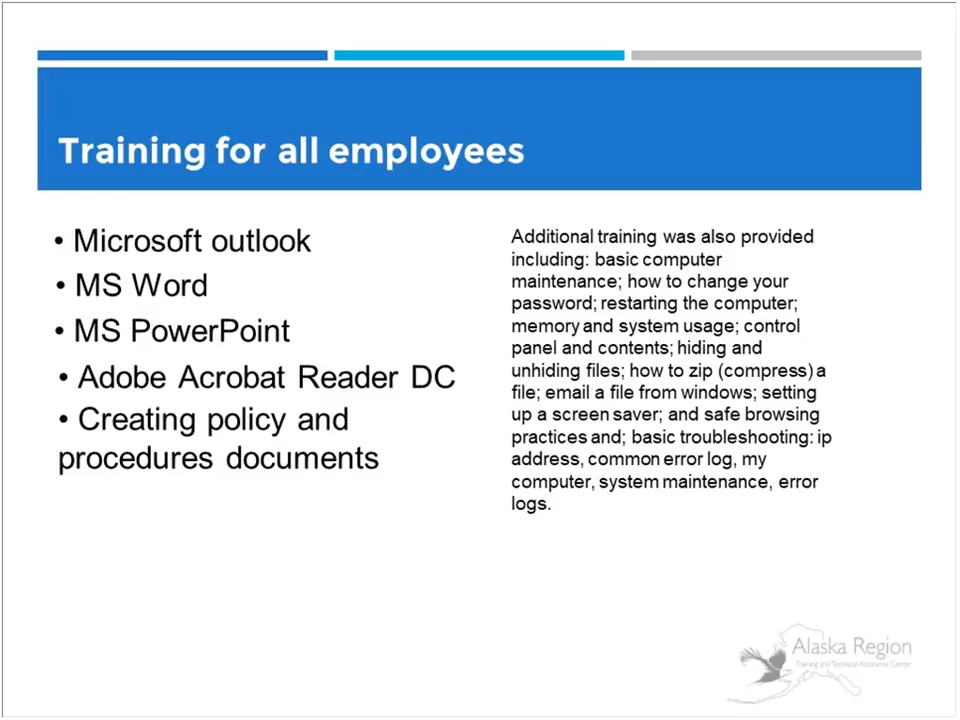 Training for all employees
• Microsoft outlook
• MS Word
• MS PowerPoint
• Adobe Acrobat Reader DC
• Creating policy and
procedures documents
Additional training was also provided
including: basic computer
maintenance; how to change your
password; restarting the computer;
memory and system usage; control
panel and contents; hiding and
unhiding files; how to zip (compress) a
file; email a file from windows; setting
up a screen saver; and safe browsing
practices and; basic troubleshooting: ip
address, common error log, my
computer, system maintenance, error
logs.
Alaska Region
Training and Technical Assistance Center